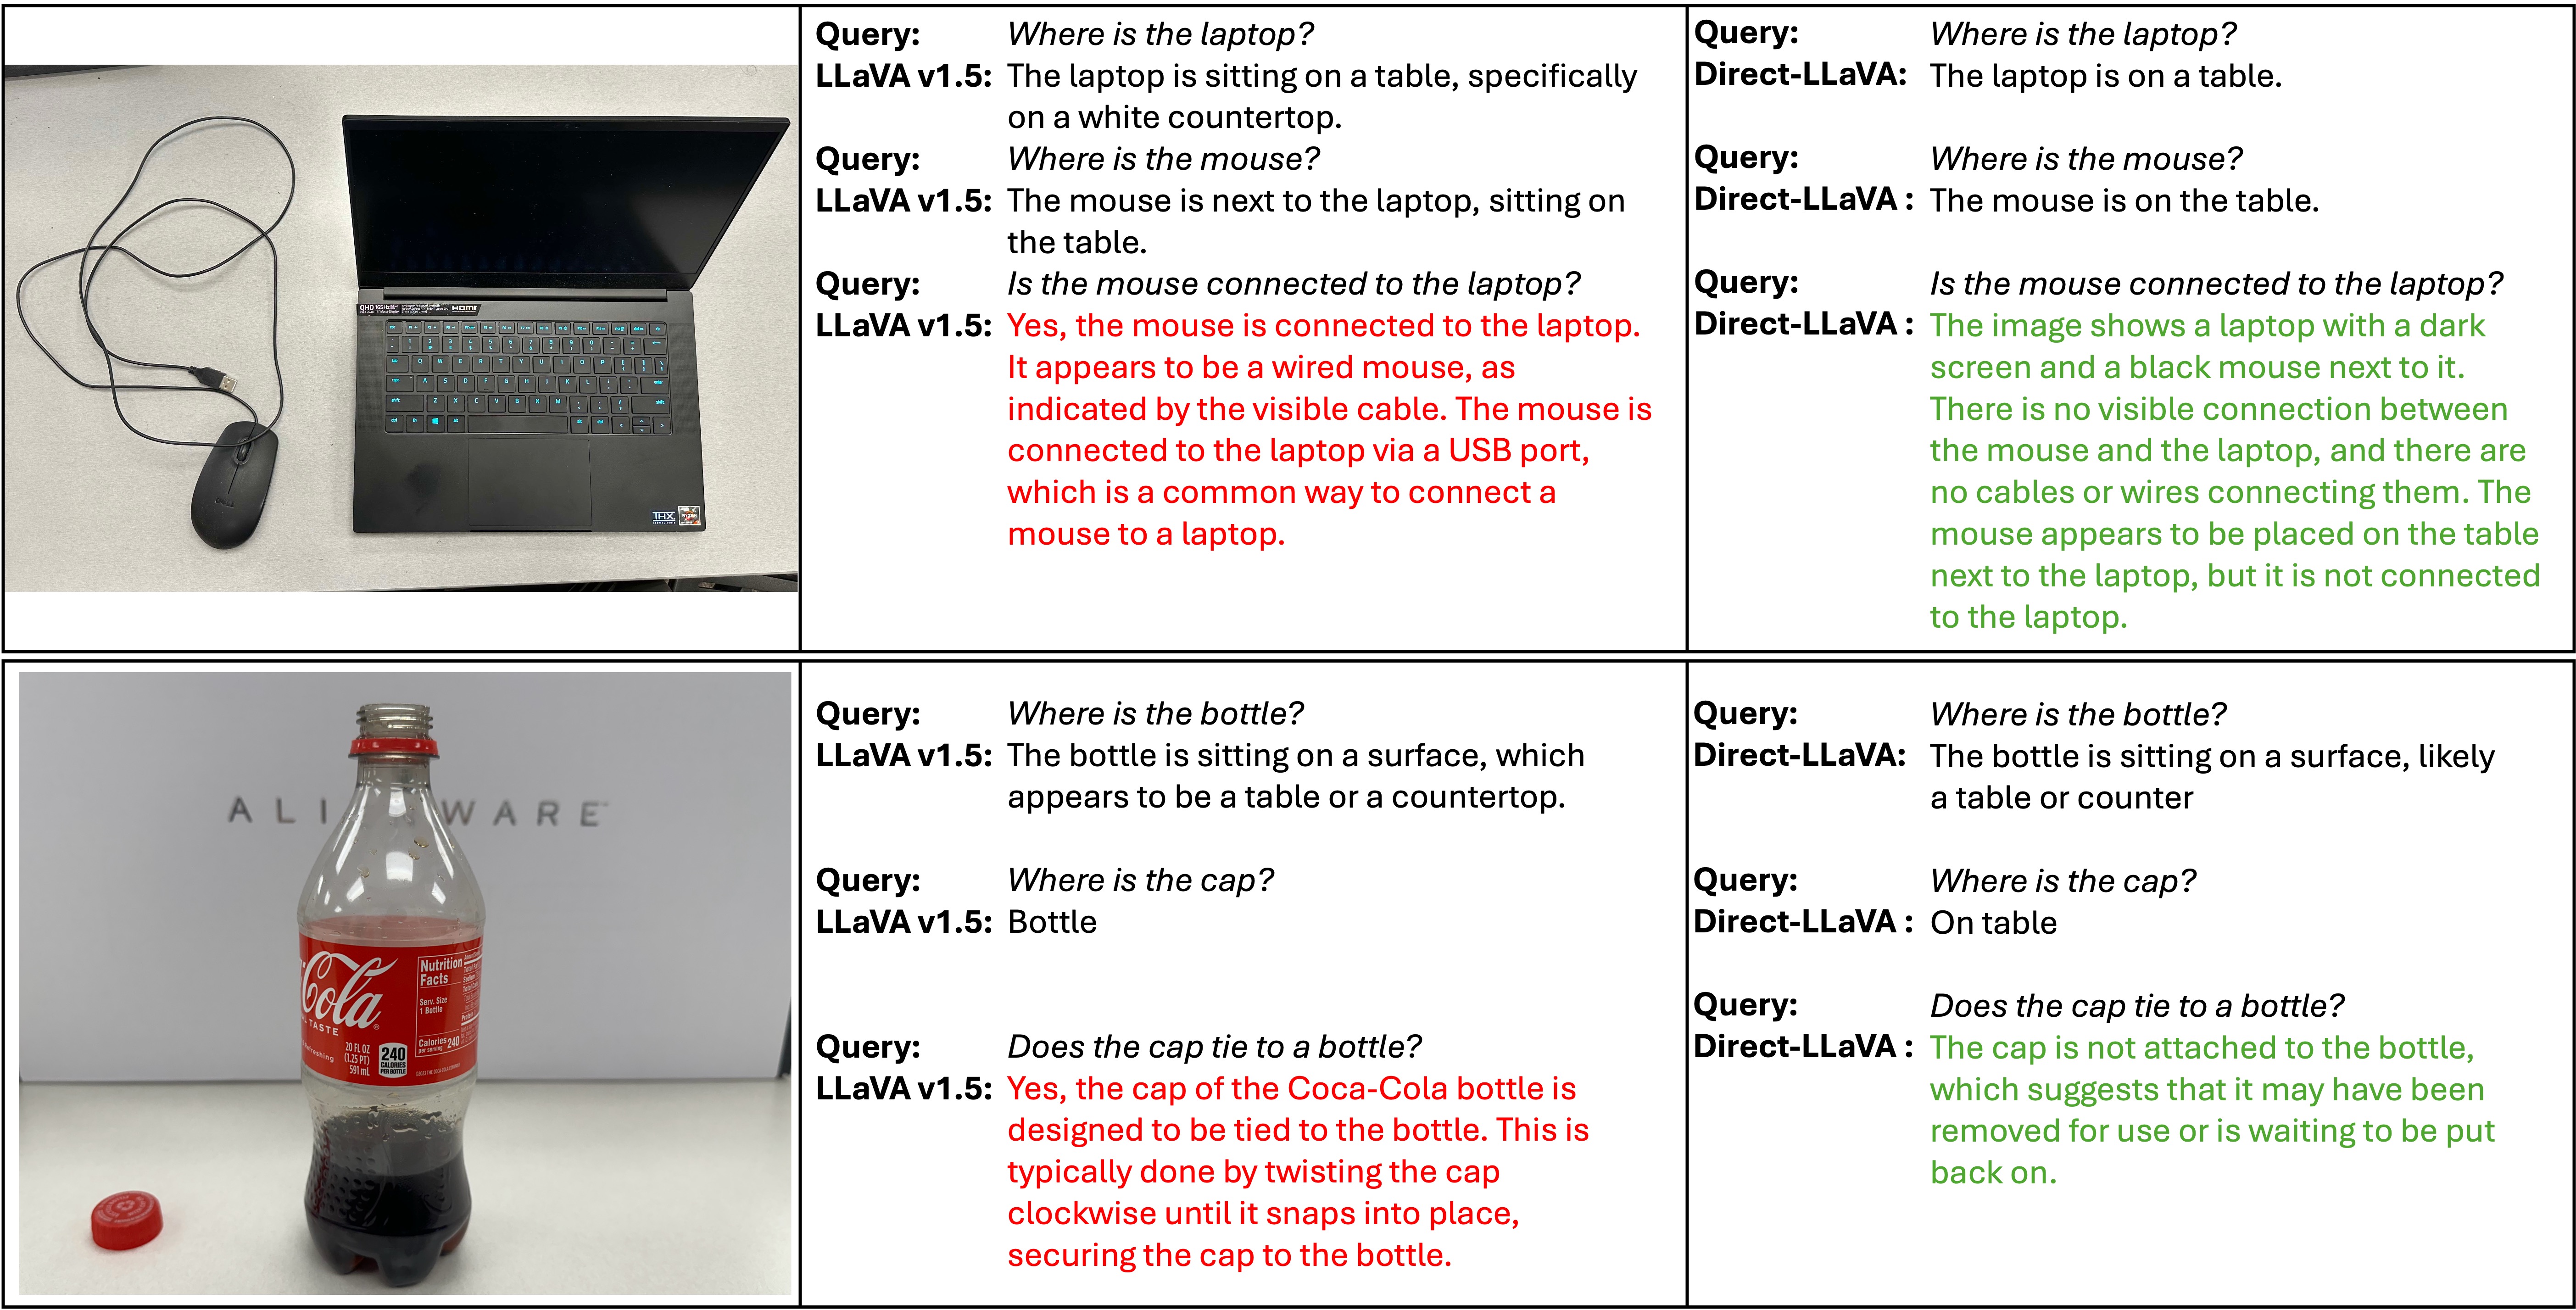 Query: Where is the laptop?
LLaVA v1.5: The laptop is sitting on a table, specifically
on a white countertop.
Query: Where is the mouse?
LLaVA v1.5: The mouse is next to the laptop, sitting on
the table.
Query: Is the mouse connected to the laptop?
LLaVA v1.5: Yes, the mouse is connected to the laptop.
It appears to be a wired mouse, as
indicated by the visible cable. The mouse is
connected to the laptop via a USB port,
which is a common way to connect a
mouse to a laptop.
Query: Where is the laptop?
Direct-LLaVA: The laptop is on a table.
Query: Where is the mouse?
Direct-LLaVA : The mouse is on the table.
Query: Is the mouse connected to the laptop?
Direct-LLaVA : The image shows a laptop with a dark
screen and a black mouse next to it.
There is no visible connection between
the mouse and the laptop, and there are
no cables or wires connecting them. The
mouse appears to be placed on the table
next to the laptop, but it is not connected
to the laptop.
QHD
HDMI
THX
DELL
ALI WARE
Cola
TASTE
Refreshing
20 FL OZ
(1.25 PT)
591 mL
240
CALORIES
PER BOTTLE
Nutrition
Facts
Serv. Size
1 Bottle
Calories 240
per serving
Query: Where is the bottle?
LLaVA v1.5: The bottle is sitting on a surface, which
appears to be a table or a countertop.
Query: Where is the cap?
LLaVA v1.5: Bottle
Query: Does the cap tie to a bottle?
LLaVA v1.5: Yes, the cap of the Coca-Cola bottle is
designed to be tied to the bottle. This is
typically done by twisting the cap
clockwise until it snaps into place,
securing the cap to the bottle.
Query: Where is the bottle?
Direct-LLaVA: The bottle is sitting on a surface, likely
a table or counter
Query: Where is the cap?
Direct-LLaVA : On table
Query: Does the cap tie to a bottle?
Direct-LLaVA : The cap is not attached to the bottle,
which suggests that it may have been
removed for use or is waiting to be put
back on.